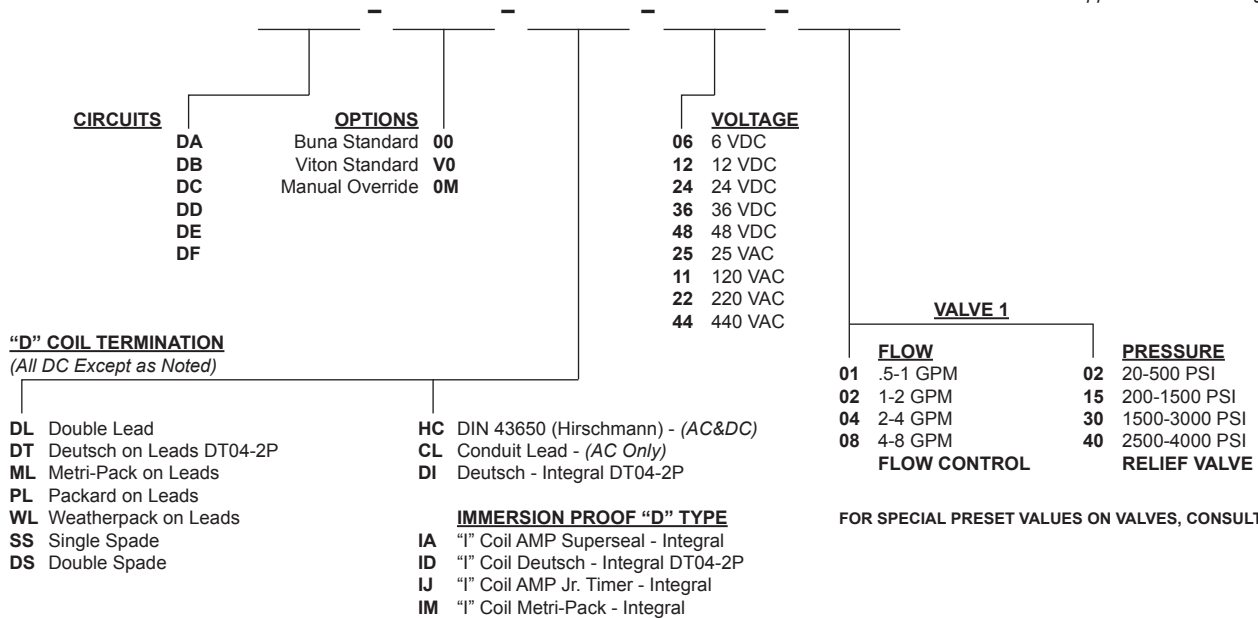 – – – –
CIRCUITS
DA
DB
DC
DD
DE
DF
OPTIONS
Buna Standard 00
Viton Standard V0
Manual Override 0M
VOLTAGE
06 6 VDC
12 12 VDC
24 24 VDC
36 36 VDC
48 48 VDC
25 25 VAC
11 120 VAC
22 220 VAC
44 440 VAC
"D" COIL TERMINATION
(All DC Except as Noted)
DL Double Lead
DT Deutsch on Leads DT04-2P
ML Metri-Pack on Leads
PL Packard on Leads
WL Weatherpack on Leads
SS Single Spade
DS Double Spade
HC DIN 43650 (Hirschmann) - (AC&DC)
CL Conduit Lead - (AC Only)
DI Deutsch - Integral DT04-2P
IMMERSION PROOF "D" TYPE
IA "I" Coil AMP Superseal - Integral
ID "I" Coil Deutsch - Integral DT04-2P
IJ "I" Coil AMP Jr. Timer - Integral
IM "I" Coil Metri-Pack - Integral
VALVE 1
FLOW
01 .5-1 GPM
02 1-2 GPM
04 2-4 GPM
08 4-8 GPM
FLOW CONTROL
PRESSURE
02 20-500 PSI
15 200-1500 PSI
30 1500-3000 PSI
40 2500-4000 PSI
RELIEF VALVE
FOR SPECIAL PRESET VALUES ON VALVES, CONSULT